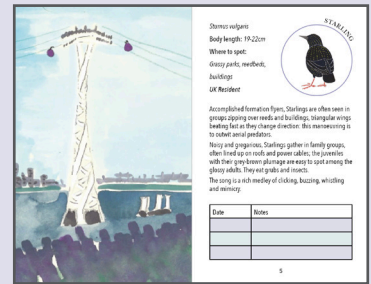 STARLING
Sturnus vulgaris
Body length: 19-22cm
Where to spot:
Grassy parks, reedbeds,
buildings
UK Resident
Accomplished formation flyers, Starlings are often seen in
groups zipping over reeds and buildings, triangular wings
beating fast as they change direction: this manoeuvring is
to outwit aerial predators.
Noisy and gregarious, Starlings gather in family groups,
often lined up on roofs and power cables, the juveniles
with their grey-brown plumage are easy to spot among the
glossy adults. They eat grubs and insects.
The song is a rich medley of clicking, buzzing, whistling
and mimicry.
Date Notes
5